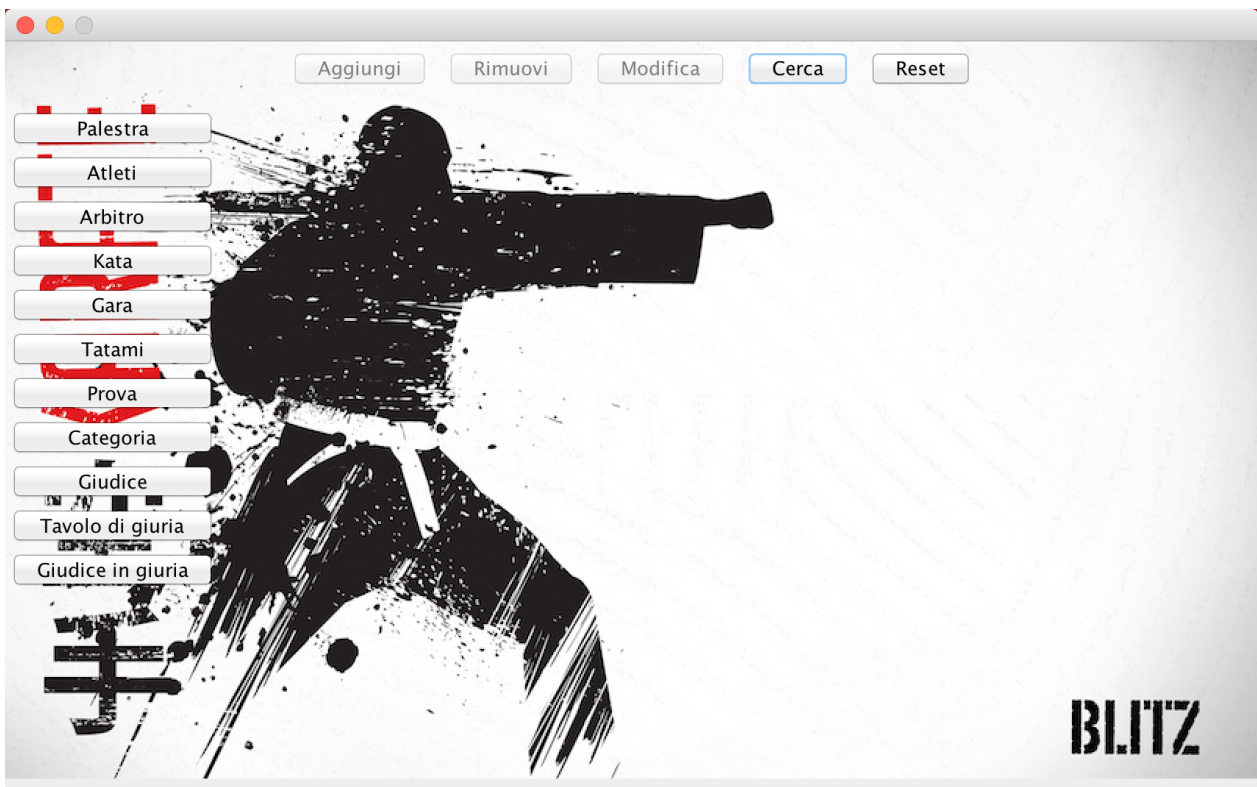 Aggiungi Rimuovi Modifica Cerca Reset
Palestra
Atleti
Arbitro
Kata
Gara
Tatami
Prova
Categoria
Giudice
Tavolo di giuria
Giudice in giuria
手
BLITZ